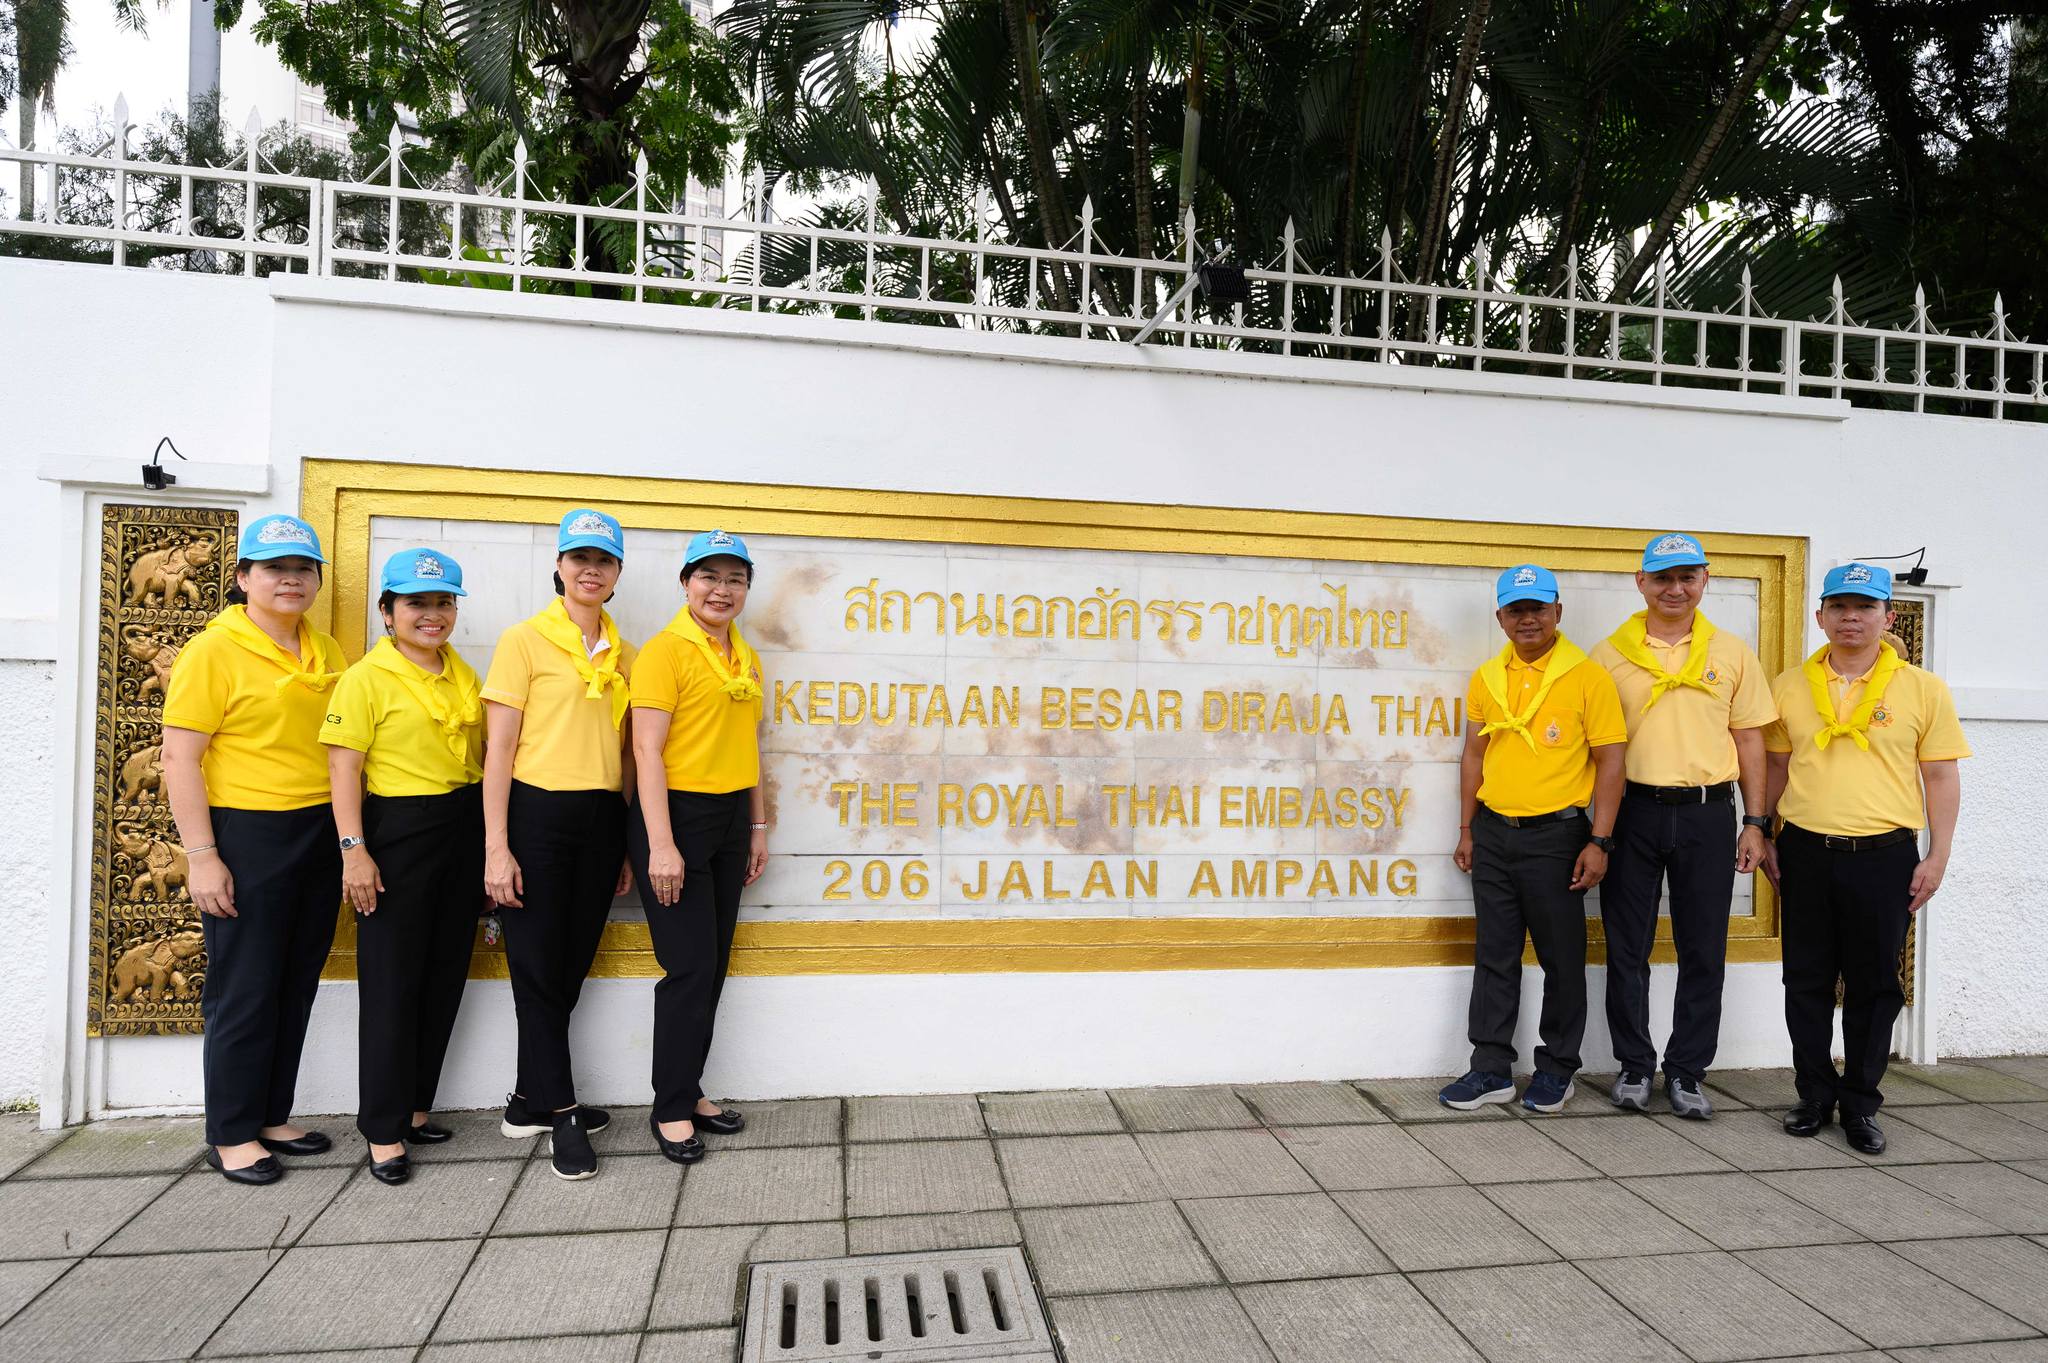 สถานเอกอัครราชทูตไทย
KEDUTAAN BESAR DIRAJA THAI
THE ROYAL THAI EMBASSY
206 JALAN AMPANG
C3